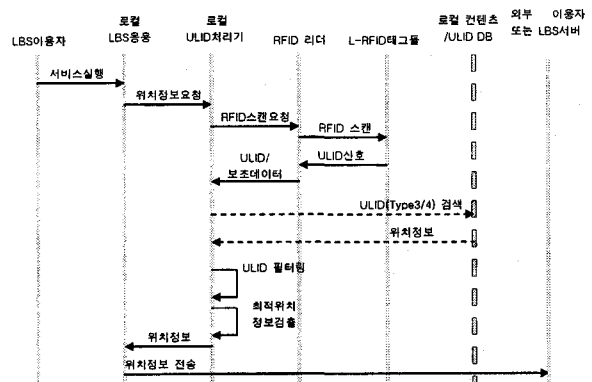 LBS이용자
로컬
LBS응용
로컬
ULID처리기
RFID 리더
L-RFID태그들
로컬 컨텐츠
/ULID DB
외부 이용자
또는 LBS서버
서비스실행
위치정보요청
RFID스캔요청
RFID 스캔
ULID신호
ULID/
보조데이터
ULID(Type3/4) 검색
위치정보
ULID 필터링
최적위치
정보검출
위치정보
위치정보 전송